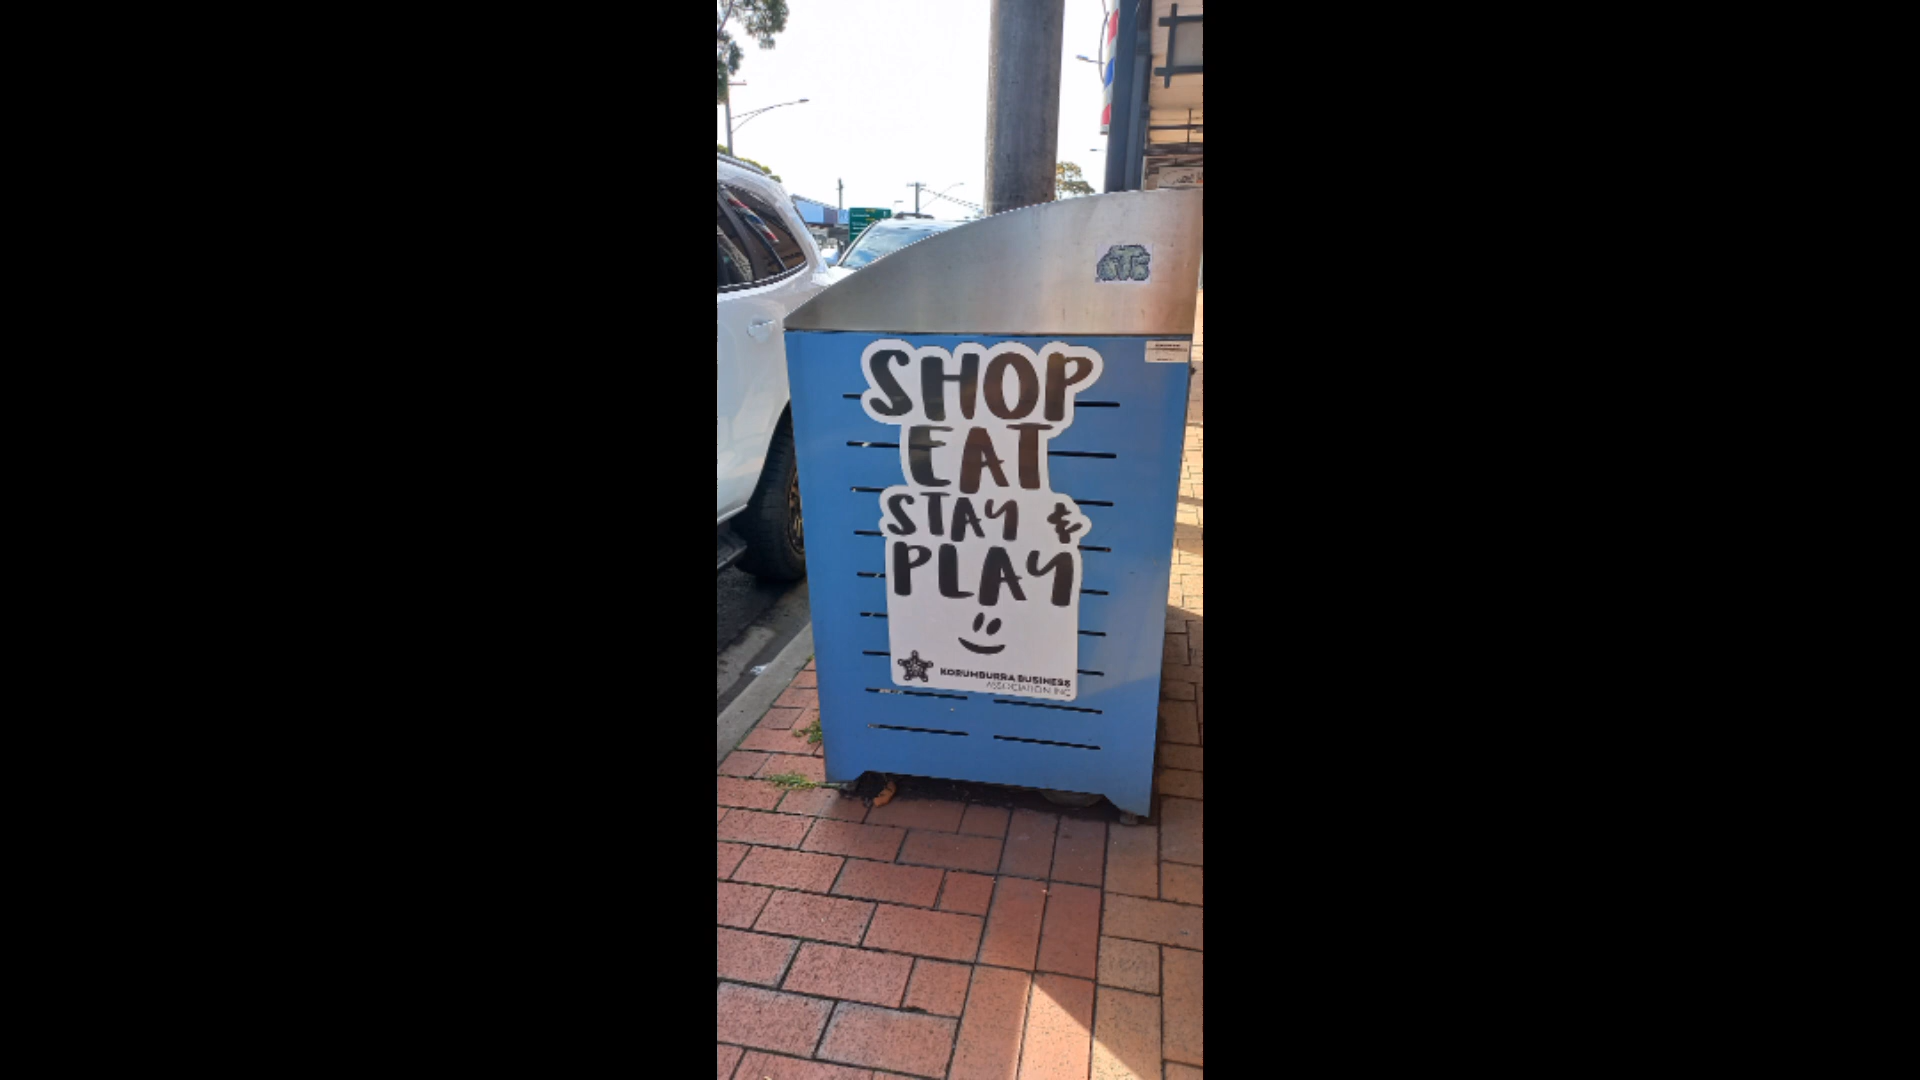 SHOP
EAT
STAY &
PLAY
KORUMBURRA BUSINESS
ASSOCIATION INC